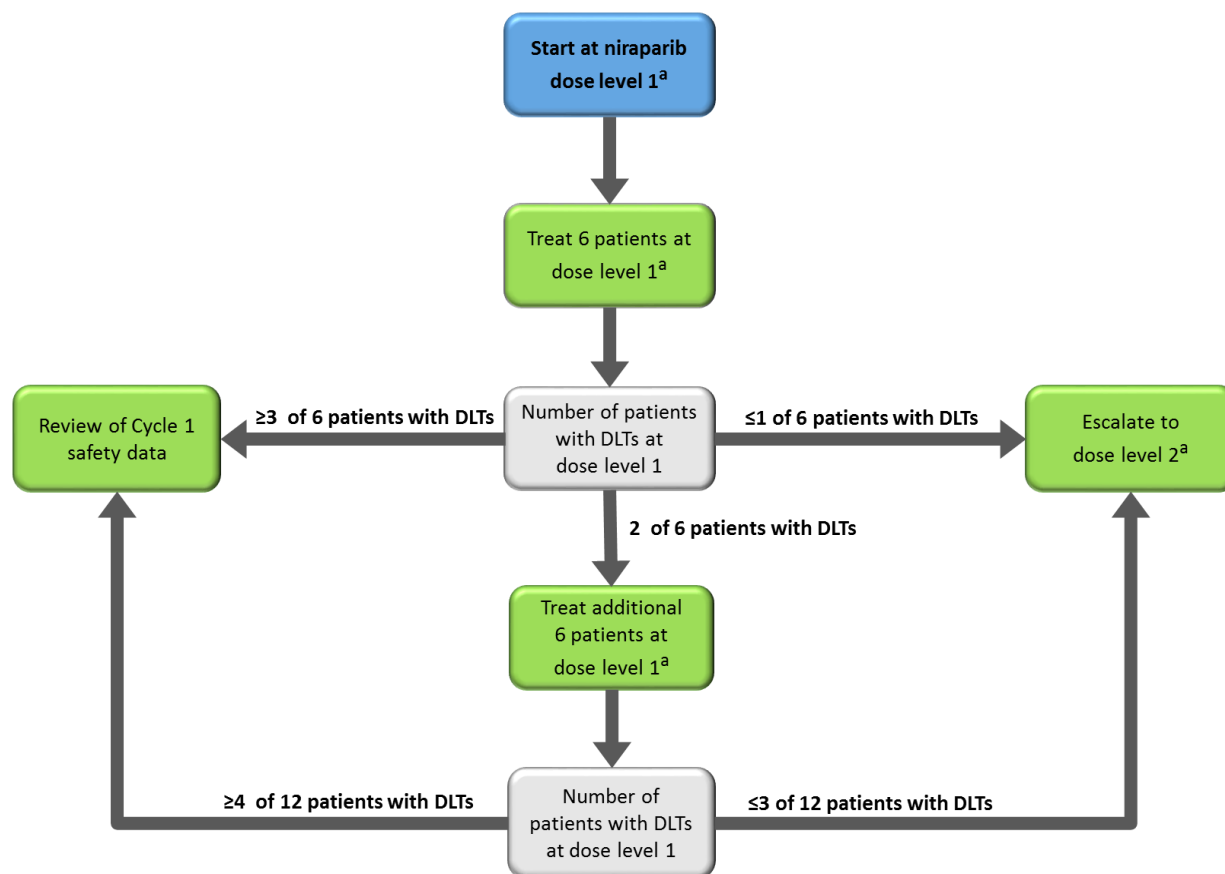 Start at niraparib
dose level 1ª
Treat 6 patients at
dose level 1ª
Number of patients
with DLTs at
dose level 1
≥3 of 6 patients with DLTs
Review of Cycle 1
safety data
≤1 of 6 patients with DLTs
Escalate to
dose level 2ª
2 of 6 patients with DLTs
Treat additional
6 patients at
dose level 1ª
Number of
patients with DLTs
at dose level 1
≥4 of 12 patients with DLTs
≤3 of 12 patients with DLTs